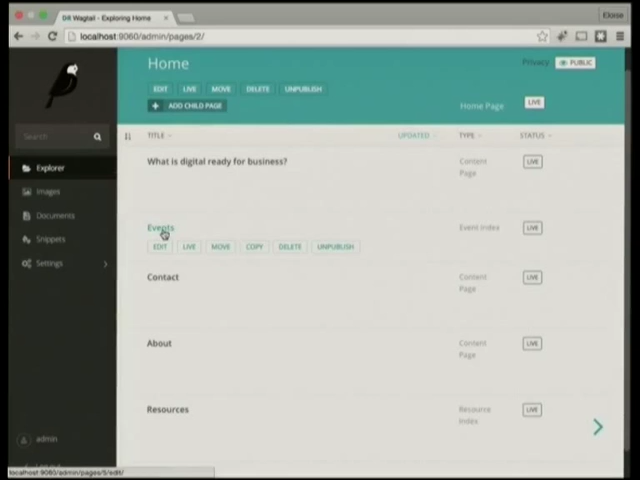 DR Wagtail - Exploring Home
Eloise
localhost:9060/admin/pages/2/
Home
Privacy PUBLIC
EDIT LIVE MOVE DELETE UNPUBLISH
ADD CHILD PAGE
Home Page LIVE
Search
TITLE UPDATED TYPE STATUS
What is digital ready for business? Content Page LIVE
Explorer
Images
Documents
Snippets
Settings
Events Event Index LIVE
EDIT LIVE MOVE COPY DELETE UNPUBLISH
Contact Content Page LIVE
About Content Page LIVE
Resources Resource Index LIVE
admin
localhost:9060/admin/pages/5/edit/